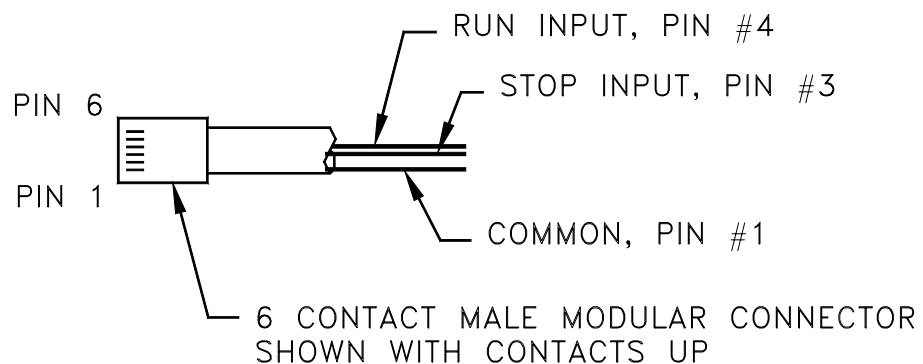 RUN INPUT, PIN #4
STOP INPUT, PIN #3
PIN 6
PIN 1
COMMON, PIN #1
6 CONTACT MALE MODULAR CONNECTOR
SHOWN WITH CONTACTS UP